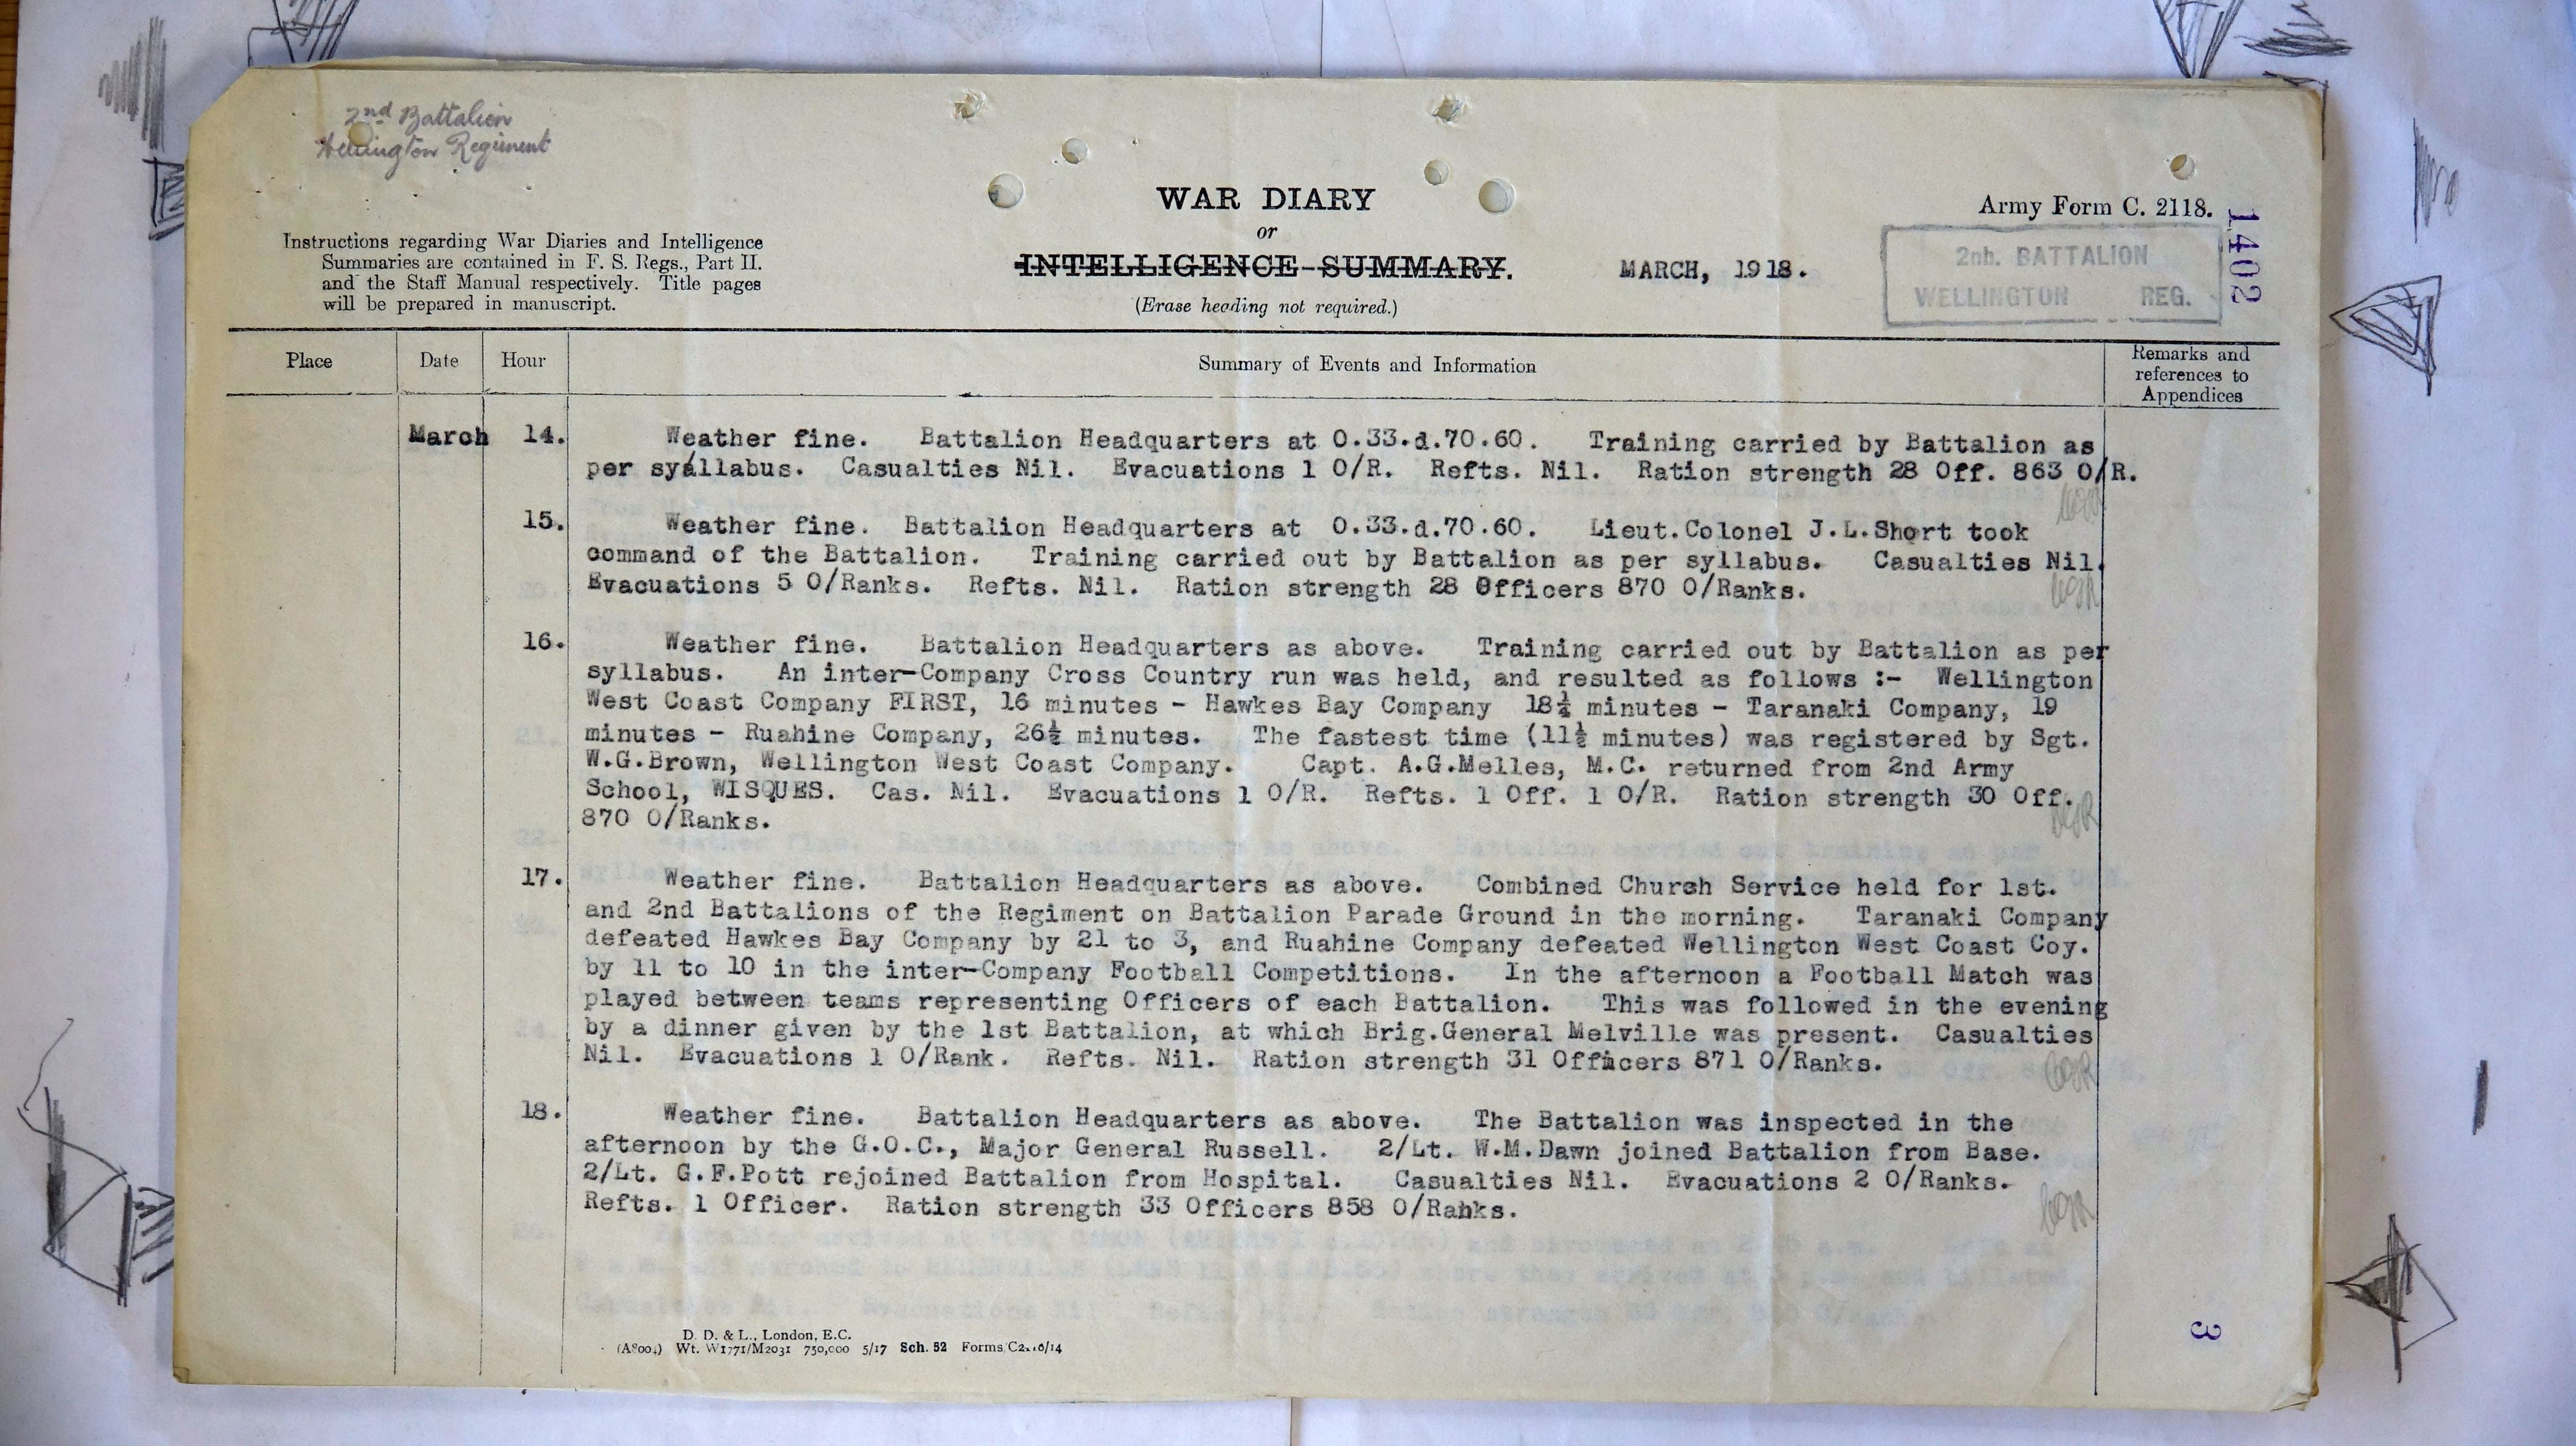 2nd Battalion
Wellington Regiment
WAR DIARY
or
INTELLIGENCE SUMMARY.
(Erase heading not required.)
MARCH, 1918.
Army Form C. 2118.
2nb. BATTALION
WELLINGTON REG.
1402
Instructions regarding War Diaries and Intelligence
Summaries are contained in F. S. Regs., Part II.
and the Staff Manual respectively. Title pages
will be prepared in manuscript.
Place Date Hour Summary of Events and Information Remarks and
references to
Appendices
March 14. Weather fine. Battalion Headquarters at O.33.d.70.60. Training carried by Battalion as
per syallabus. Casualties Nil. Evacuations 1 O/R. Refts. Nil. Ration strength 28 Off. 863 O/R.
15. Weather fine. Battalion Headquarters at O.33.d.70.60. Lieut.Colonel J.L.Short took
command of the Battalion. Training carried out by Battalion as per syllabus. Casualties Nil.
Evacuations 5 O/Ranks. Refts. Nil. Ration strength 28 Officers 870 O/Ranks.
16. Weather fine. Battalion Headquarters as above. Training carried out by Battalion as per
syllabus. An inter-Company Cross Country run was held, and resulted as follows :- Wellington
West Coast Company FIRST, 16 minutes - Hawkes Bay Company 18¼ minutes - Taranaki Company, 19
minutes - Ruahine Company, 26½ minutes. The fastest time (11½ minutes) was registered by Sgt.
W.G.Brown, Wellington West Coast Company. Capt. A.G.Melles, M.C. returned from 2nd Army
School, WISQUES. Cas. Nil. Evacuations 1 O/R. Refts. 1 Off. 1 O/R. Ration strength 30 Off.
870 O/Ranks.
17. Weather fine. Battalion Headquarters as above. Combined Church Service held for 1st.
and 2nd Battalions of the Regiment on Battalion Parade Ground in the morning. Taranaki Company
defeated Hawkes Bay Company by 21 to 3, and Ruahine Company defeated Wellington West Coast Coy.
by 11 to 10 in the inter-Company Football Competitions. In the afternoon a Football Match was
played between teams representing Officers of each Battalion. This was followed in the evening
by a dinner given by the 1st Battalion, at which Brig.General Melville was present. Casualties
Nil. Evacuations 1 O/Rank. Refts. Nil. Ration strength 31 Officers 871 O/Ranks.
18. Weather fine. Battalion Headquarters as above. The Battalion was inspected in the
afternoon by the G.O.C., Major General Russell. 2/Lt. W.M.Dawn joined Battalion from Base.
2/Lt. G.F.Pott rejoined Battalion from Hospital. Casualties Nil. Evacuations 2 O/Ranks.
Refts. 1 Officer. Ration strength 33 Officers 858 O/Ranks.
D. D. & L., London, E.C.
Wt. W1771/M2031 750,000 5/17 Sch. 52
3